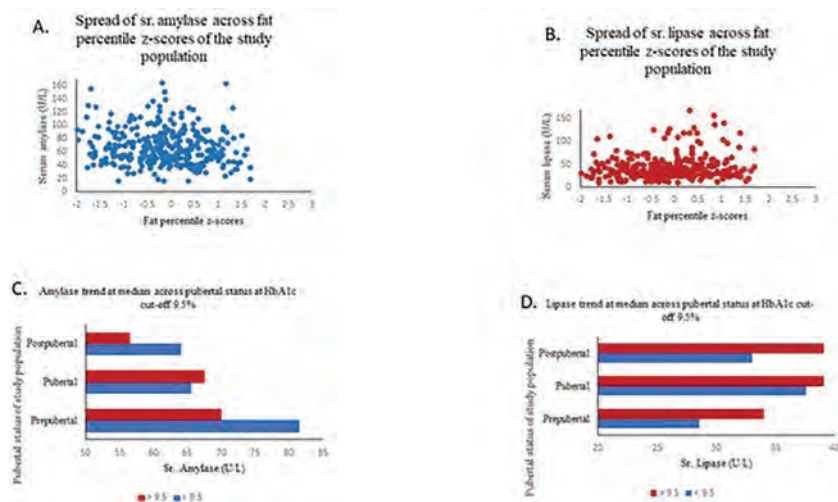 A.
Spread of sr. amylase across fat
percentile z-scores of the study
population
Serum amylase (U/L)
160
140
120
100
80
60
40
20
0
-2 -1.5 -1 -0.5 0 0.5 1 1.5 2 2.5 3
Fat percentile z-scores
B.
Spread of sr. lipase across fat
percentile z-scores of the study
population
Serum lipase (U/L)
150
100
50
0
-2 -1.5 -1 -0.5 0 0.5 1 1.5 2 2.5 3
Fat percentile z-scores
C.
Amylase trend at median across pubertal status at HbA1c
cut-off 9.5%
Pubertal status of study population
Postpubertal
Pubertal
Prepubertal
50 55 60 65 70 75 80 85
Sr. Amylase (U/L)
> 9.5 < 9.5
D.
Lipase trend at median across pubertal status at HbA1c cut-
off 9.5%
Pubertal status of study population
Postpubertal
Pubertal
Prepubertal
20 25 30 35 40
Sr. Lipase (U/L)
> 9.5 < 9.5